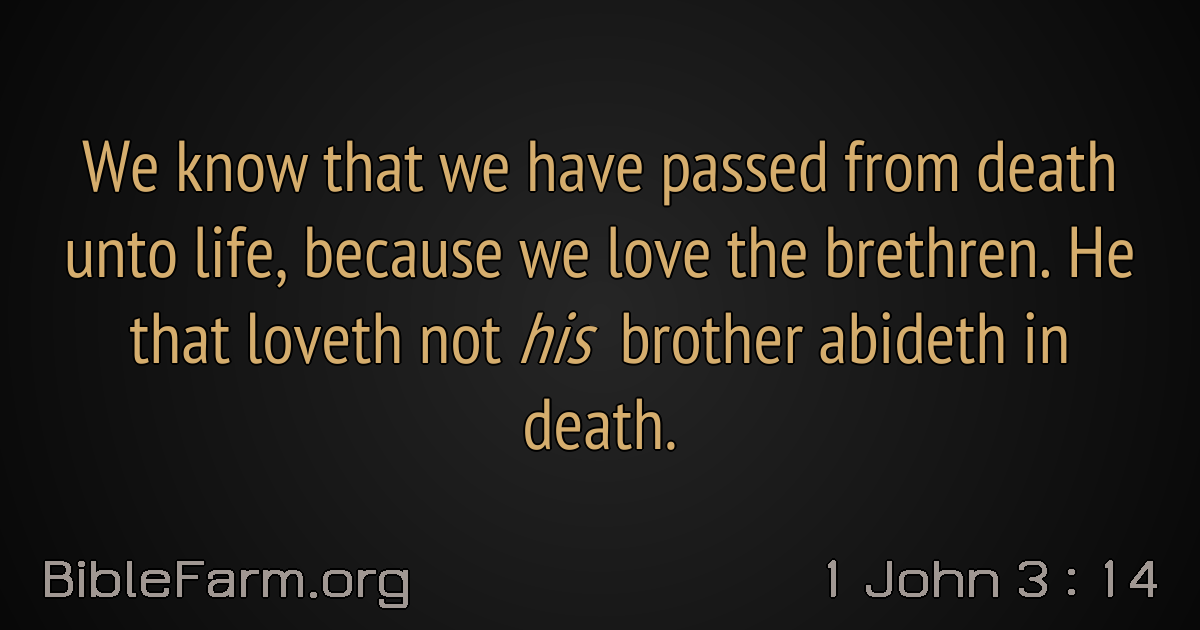 We know that we have passed from death
unto life, because we love the brethren. He
that loveth not his brother abideth in
death.
BibleFarm.org
1 John 3 : 14